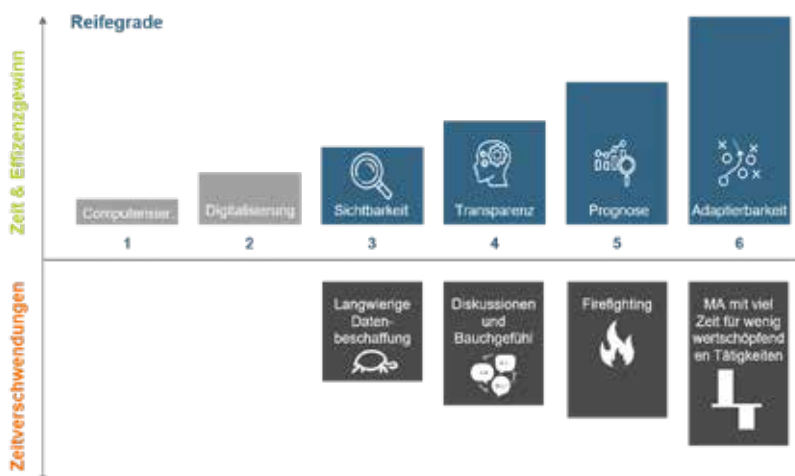 Reifegrade
Zeit & Effizenzgewinn
Computerisier.
Digitalisierung
Sichtbarkeit
Transparenz
Prognose
Adaptierbarkeit
1
2
3
4
5
6
Zeitverschwendungen
Langwierige
Daten-
beschaffung
Diskussionen
und
Bauchgefühl
Firefighting
MA mit viel
Zeit für wenig
wertschöpfend
en Tätigkeiten